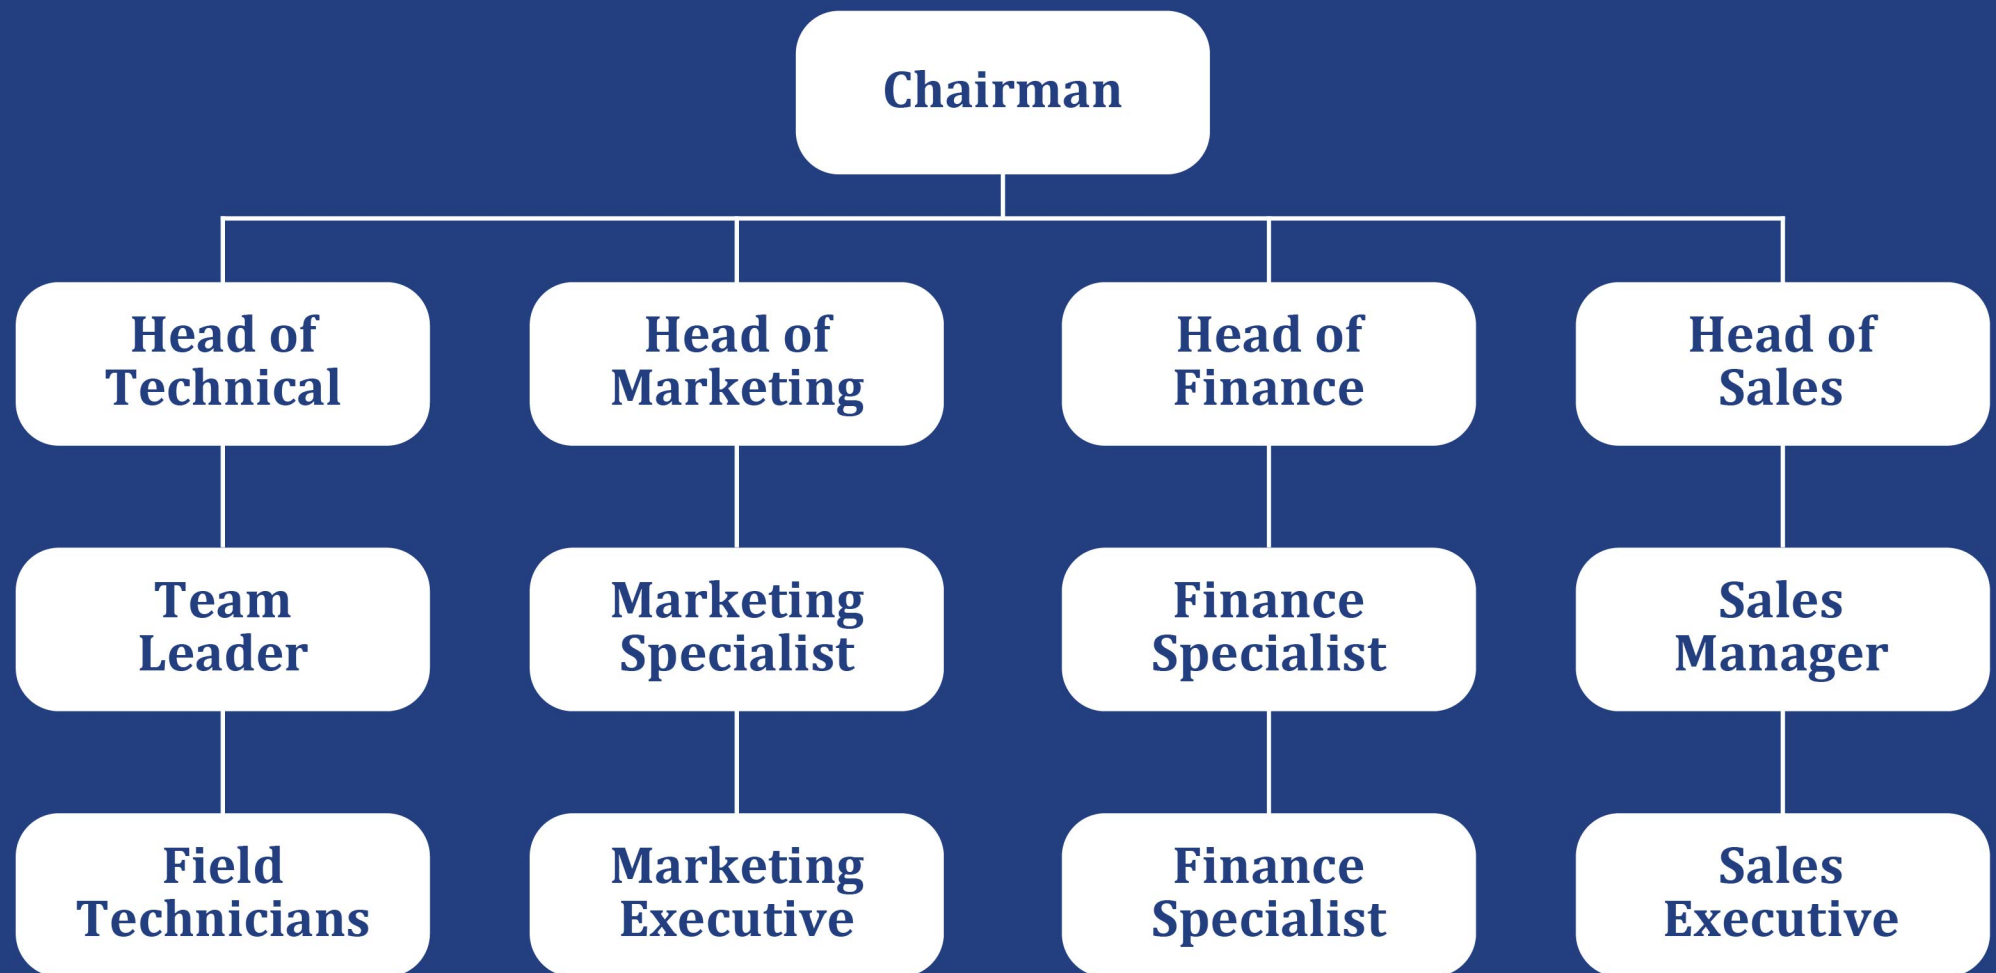 Chairman
Head of
Technical
Head of
Marketing
Head of
Finance
Head of
Sales
Team
Leader
Marketing
Specialist
Finance
Specialist
Sales
Manager
Field
Technicians
Marketing
Executive
Finance
Specialist
Sales
Executive